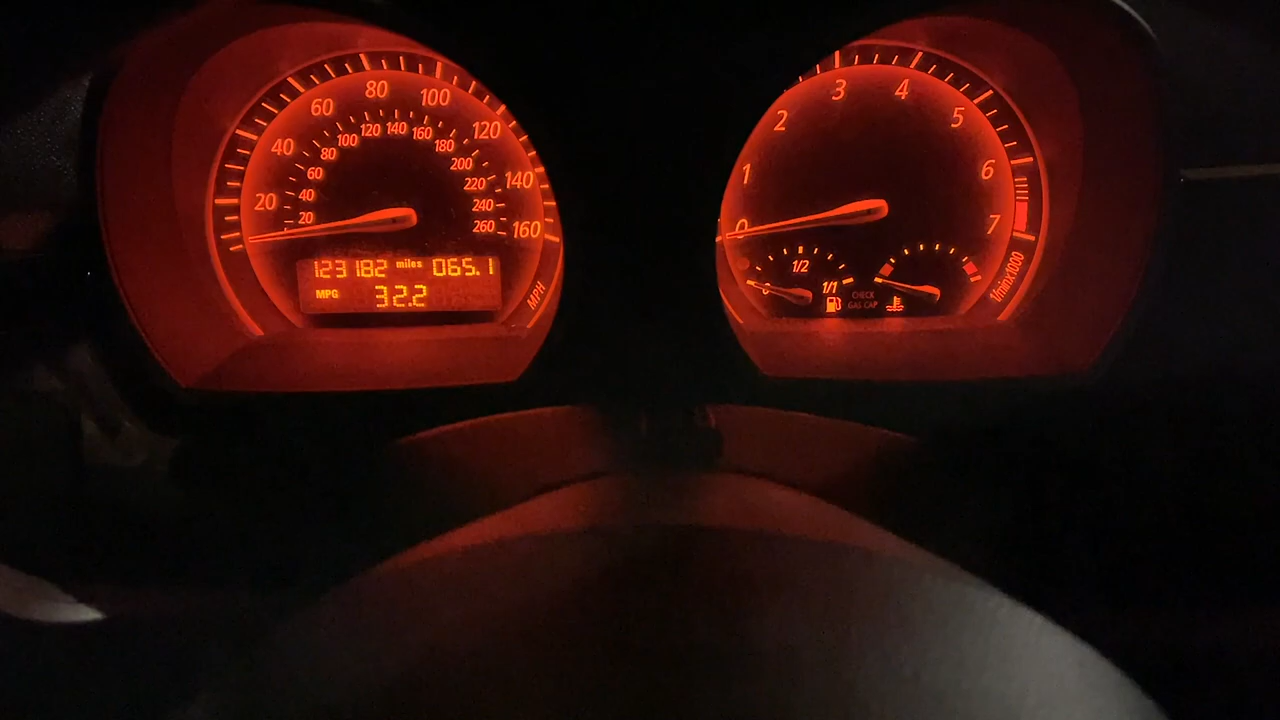 20 40 60 80 100 120 140 160
20 40 60 80 100 120 140 160 180 200 220 240 260
123182 miles 065.1
MPG 32.2
MPH
0 1 2 3 4 5 6 7
1/minx1000
0 1/2 1/1
CHECK
GAS CAP